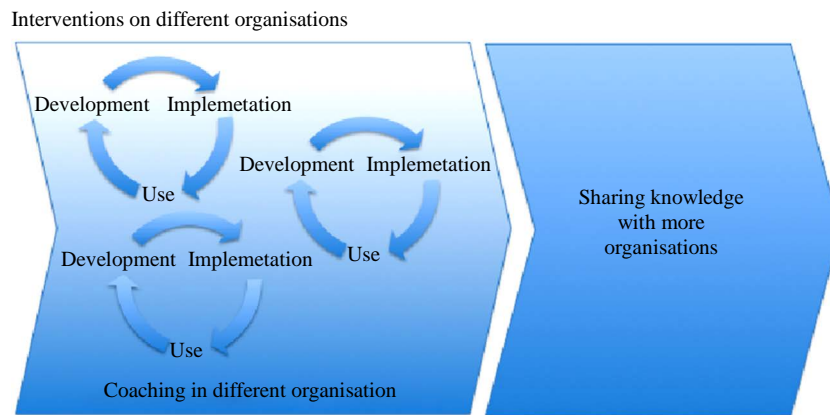 Interventions on different organisations
Development Implemetation
Use
Development Implemetation
Use
Development Implemetation
Use
Coaching in different organisation
Sharing knowledge
with more
organisations